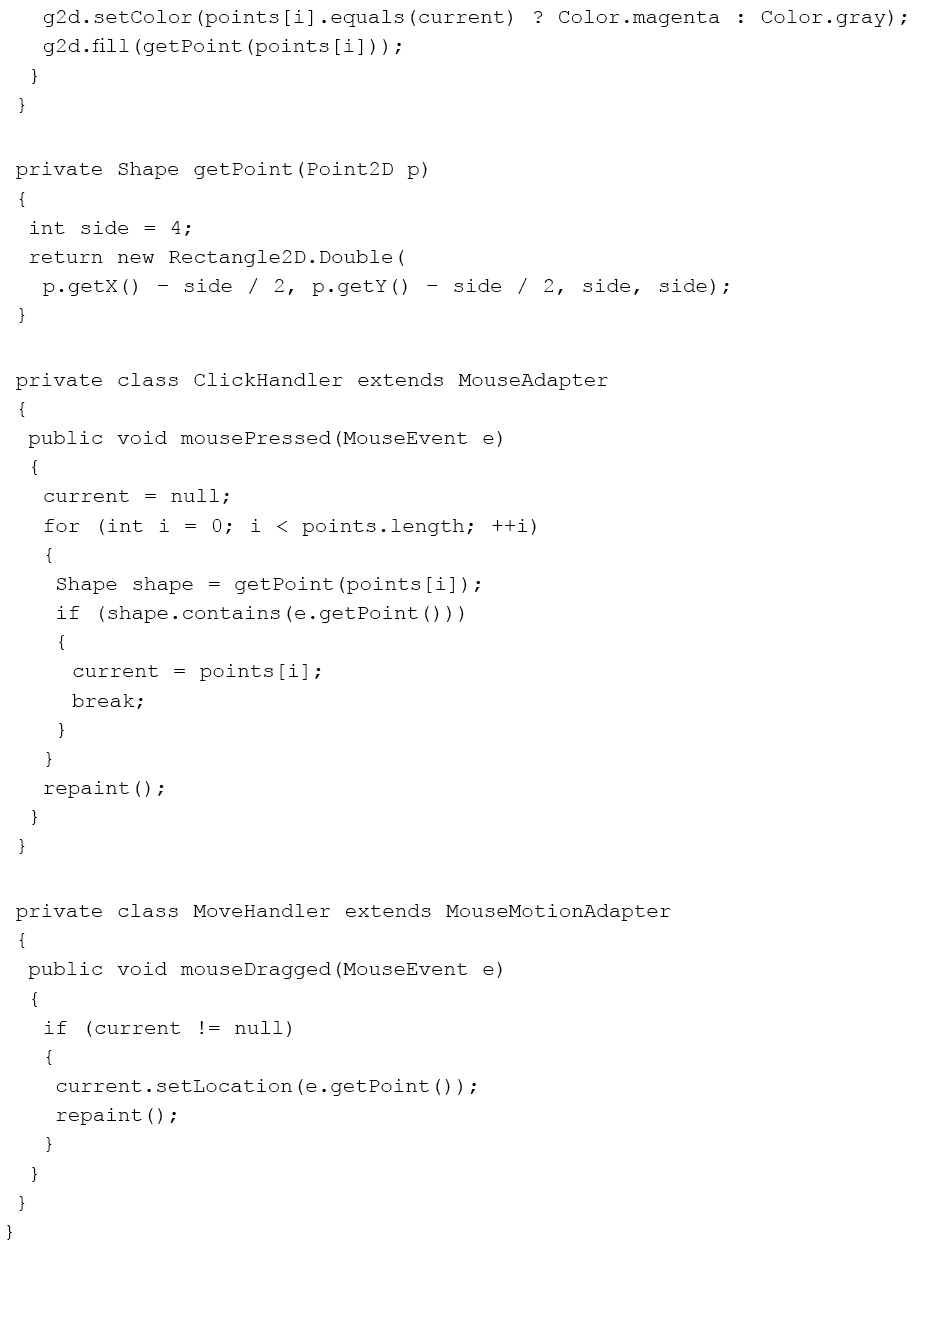 g2d.setColor(points[i].equals(current) ? Color.magenta : Color.gray);
g2d.fill(getPoint(points[i]));
}
}
private Shape getPoint(Point2D p)
{
int side = 4;
return new Rectangle2D.Double(
p.getX() - side / 2, p.getY() - side / 2, side, side);
}
private class ClickHandler extends MouseAdapter
{
public void mousePressed(MouseEvent e)
{
current = null;
for (int i = 0; i < points.length; ++i)
{
Shape shape = getPoint(points[i]);
if (shape.contains(e.getPoint()))
{
current = points[i];
break;
}
}
repaint();
}
}
private class MoveHandler extends MouseMotionAdapter
{
public void mouseDragged(MouseEvent e)
{
if (current != null)
{
current.setLocation(e.getPoint());
repaint();
}
}
}
}